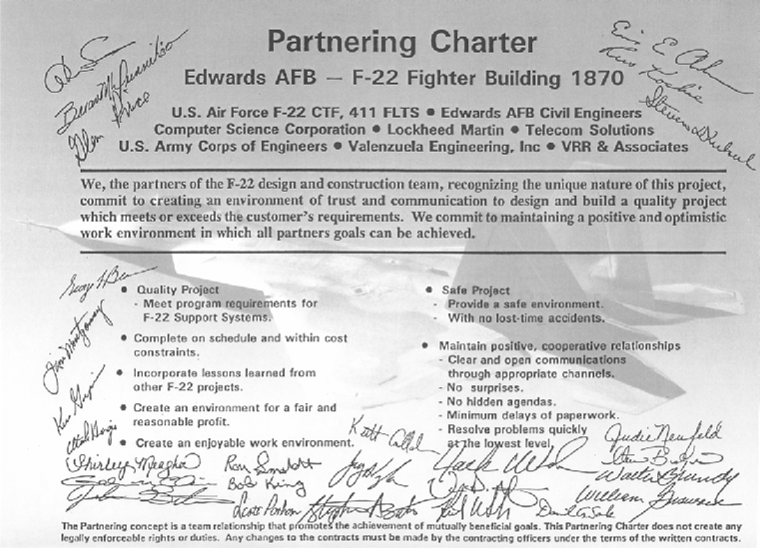 Partnering Charter
Edwards AFB – F-22 Fighter Building 1870
U.S. Air Force F-22 CTF, 411 FLTS • Edwards AFB Civil Engineers
Computer Science Corporation • Lockheed Martin • Telecom Solutions
U.S. Army Corps of Engineers • Valenzuela Engineering, Inc • VRR & Associates
We, the partners of the F-22 design and construction team, recognizing the unique nature of this project,
commit to creating an environment of trust and communication to design and build a quality project
which meets or exceeds the customer's requirements. We commit to maintaining a positive and optimistic
work environment in which all partners goals can be achieved.
• Quality Project
- Meet program requirements for
F-22 Support Systems.
• Complete on schedule and within cost
constraints.
• Incorporate lessons learned from
other F-22 projects.
• Create an environment for a fair and
reasonable profit.
• Create an enjoyable work environment.
• Safe Project
- Provide a safe environment.
- With no lost-time accidents.
• Maintain positive, cooperative relationships
- Clear and open communications
through appropriate channels.
- No surprises.
- No hidden agendas.
- Minimum delays of paperwork.
- Resolve problems quickly
at the lowest level.
Jim Montgomery
Shirley Meagher
Bob King
Judie Neufeld
The Partnering concept is a team relationship that promotes the achievement of mutually beneficial goals. This Partnering Charter does not create any
legally enforceable rights or duties. Any changes to the contracts must be made by the contracting officers under the terms of the written contracts.